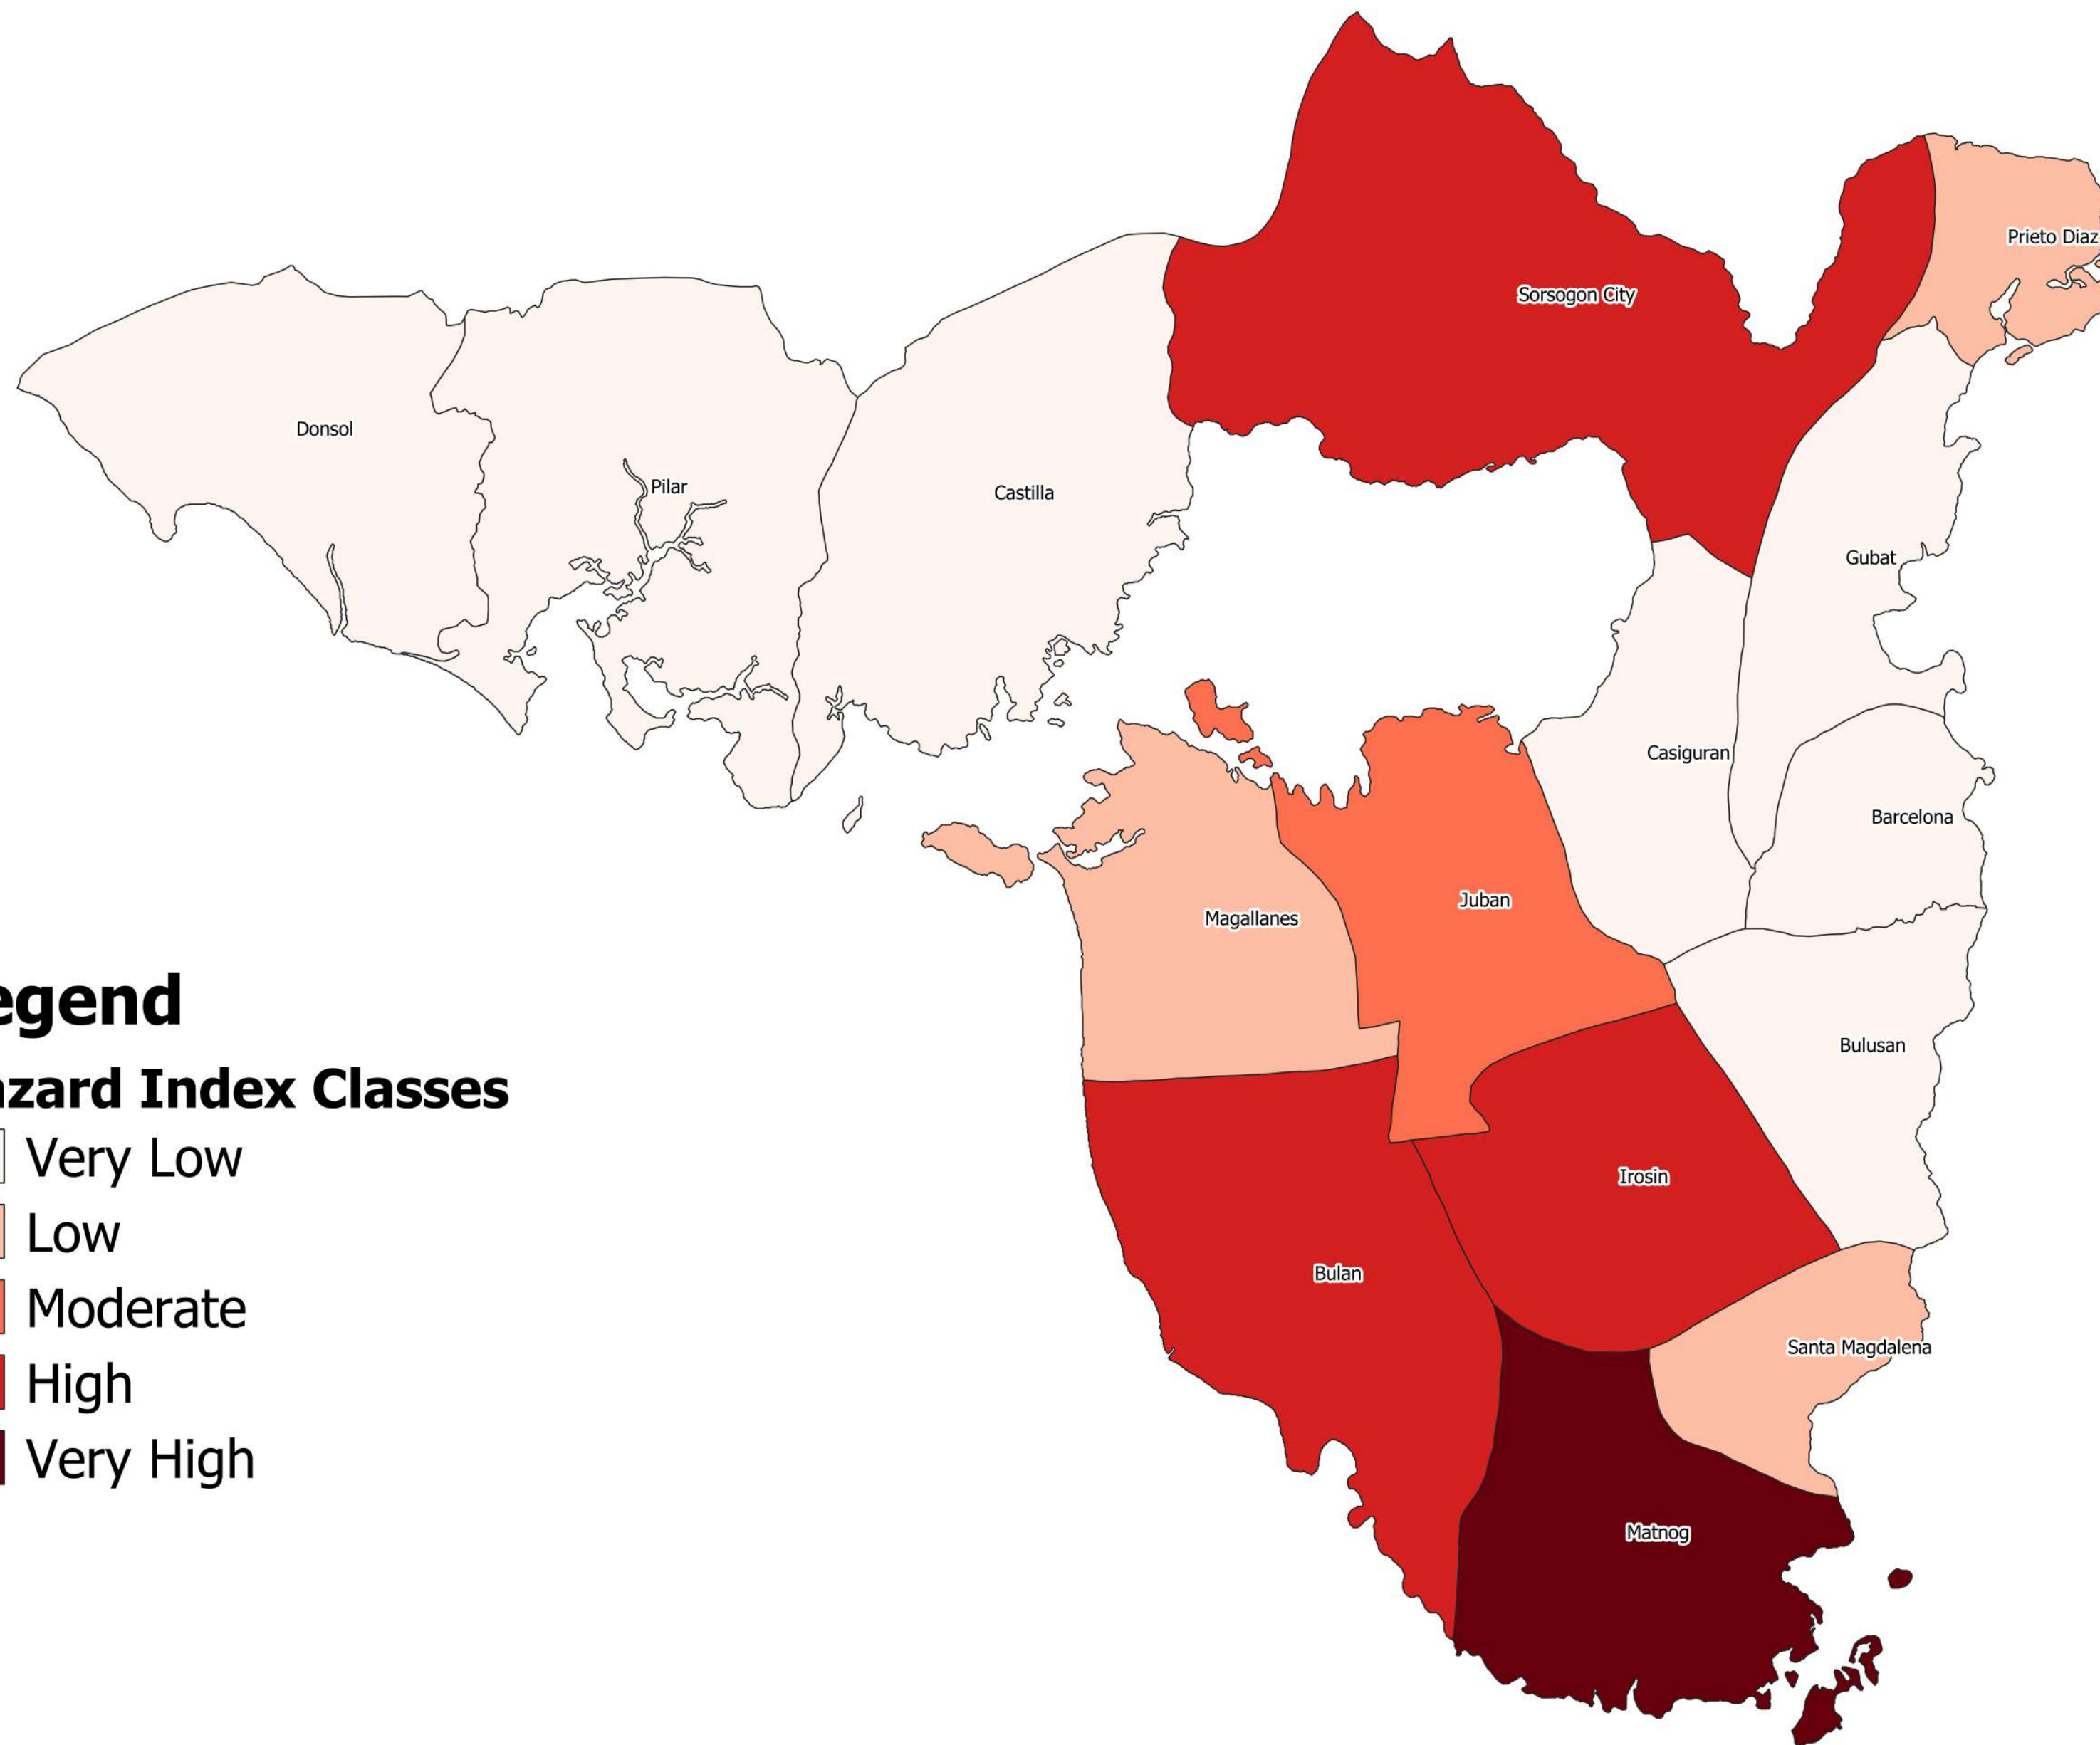 Prieto Diaz
Sorsogon City
Donsol
Pilar
Castilla
Gubat
Casiguran
Barcelona
Juban
Magallanes
Bulusan
Irosin
Bulan
Santa Magdalena
Matnog
egend
azard Index Classes
Very Low
Low
Moderate
High
Very High